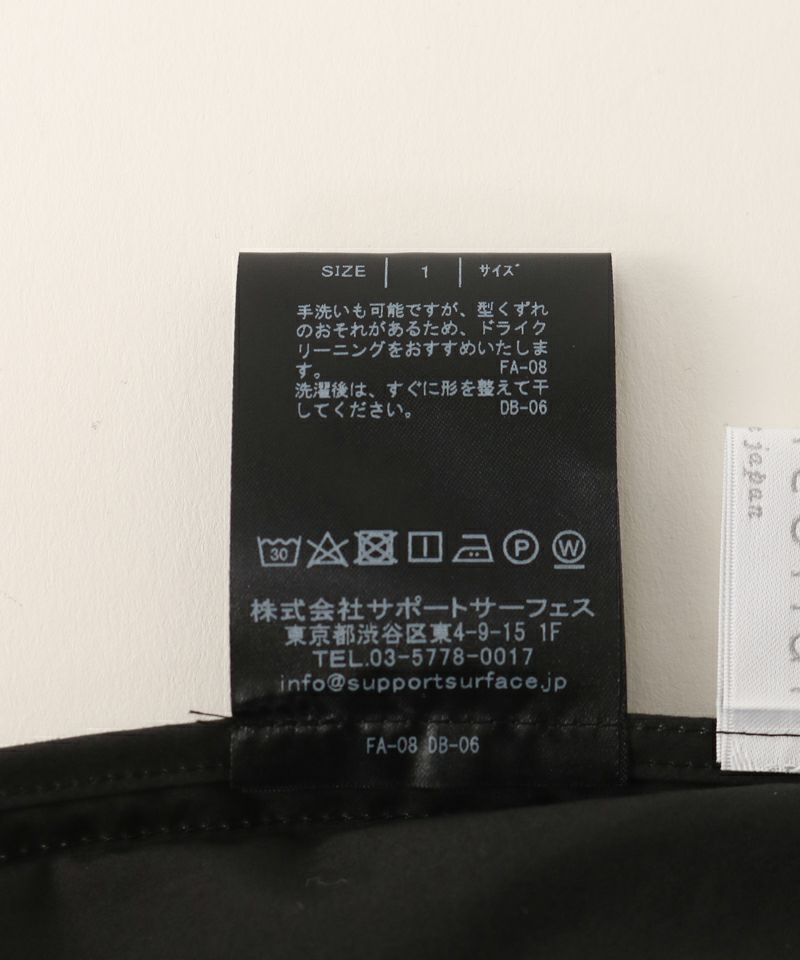 SIZE 1 サイズ
手洗いも可能ですが、型くずれ
のおそれがあるため、ドライク
リーニングをおすすめいたしま
す。 FA-08
洗濯後は、すぐに形を整えて干
してください。 DB-06
30 P W
株式会社サポートサーフェス
東京都渋谷区東4-9-15 1F
TEL.03-5778-0017
info@supportsurface.jp
FA-08 DB-06
japan